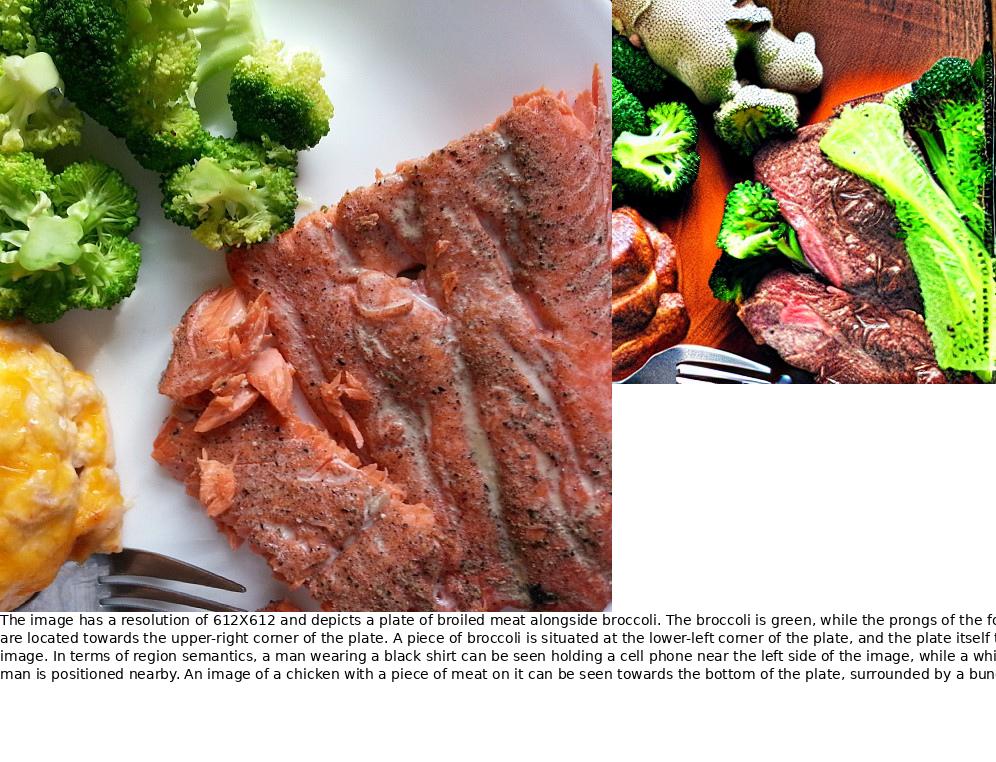 The image has a resolution of 612X612 and depicts a plate of broiled meat alongside broccoli. The broccoli is green, while the prongs of the
are located towards the upper-right corner of the plate. A piece of broccoli is situated at the lower-left corner of the plate, and the plate itself
image. In terms of region semantics, a man wearing a black shirt can be seen holding a cell phone near the left side of the image, while a
man is positioned nearby. An image of a chicken with a piece of meat on it can be seen towards the bottom of the plate, surrounded by a